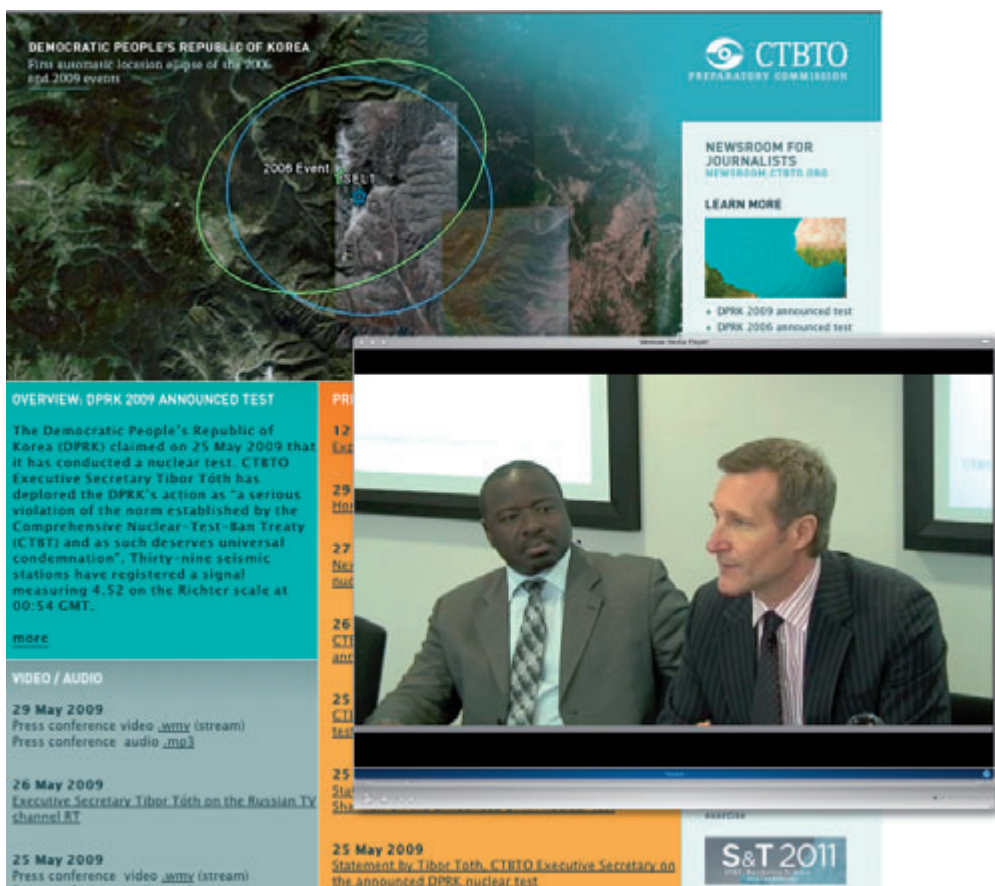 DEMOCRATIC PEOPLE'S REPUBLIC OF KOREA
First automatic location elipse of the 2006
and 2009 events
CTBTO
PREPARATORY COMMISSION
2006 Event
SEL1
NEWSROOM FOR
JOURNALISTS
NEWSROOM.CTBTO.ORG
LEARN MORE
DPRK 2009 announced test
DPRK 2006 announced test
OVERVIEW: DPRK 2009 ANNOUNCED TEST
The Democratic People's Republic of
Korea (DPRK) claimed on 25 May 2009 that
it has conducted a nuclear test. CTBTO
Executive Secretary Tibor Tóth has
deplored the DPRK's action as "a serious
violation of the norm established by the
Comprehensive Nuclear-Test-Ban Treaty
(CTBT) and as such deserves universal
condemnation". Thirty-nine seismic
stations have registered a signal
measuring 4.52 on the Richter scale at
00:54 GMT.
more
VIDEO / AUDIO
29 May 2009
Press conference video .wmv (stream)
Press conference audio .mp3
26 May 2009
Executive Secretary Tibor Tóth on the Russian TV
channel RT
25 May 2009
Press conference video .wmv (stream)
PRI
12
29
27
26
25
25
25 May 2009
Statement by Tibor Toth, CTBTO Executive Secretary on
the announced DPRK nuclear test
exercise
S&T 2011